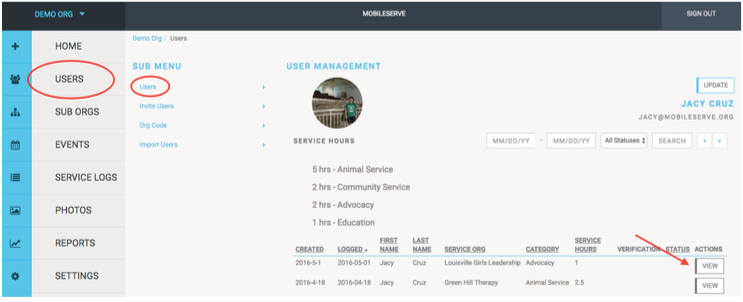 DEMO ORG MOBILESERVE SIGN OUT
HOME
USERS
SUB ORGS
EVENTS
SERVICE LOGS
PHOTOS
REPORTS
SETTINGS
Demo Org / Users
SUB MENU
Users
Invite Users
Org Code
Import Users
USER MANAGEMENT
UPDATE
JACY CRUZ
JACY@MOBILESERVE.ORG
SERVICE HOURS
MM/DD/YY - MM/DD/YY All Statuses SEARCH
5 hrs - Animal Service
2 hrs - Community Service
2 hrs - Advocacy
1 hrs - Education
CREATED LOGGED FIRST NAME LAST NAME SERVICE ORG CATEGORY SERVICE HOURS VERIFICATION STATUS ACTIONS
2016-5-1 2016-05-01 Jacy Cruz Louisville Girls Leadership Advocacy 1 VIEW
2016-4-18 2016-04-18 Jacy Cruz Green Hill Therapy Animal Service 2.5 VIEW